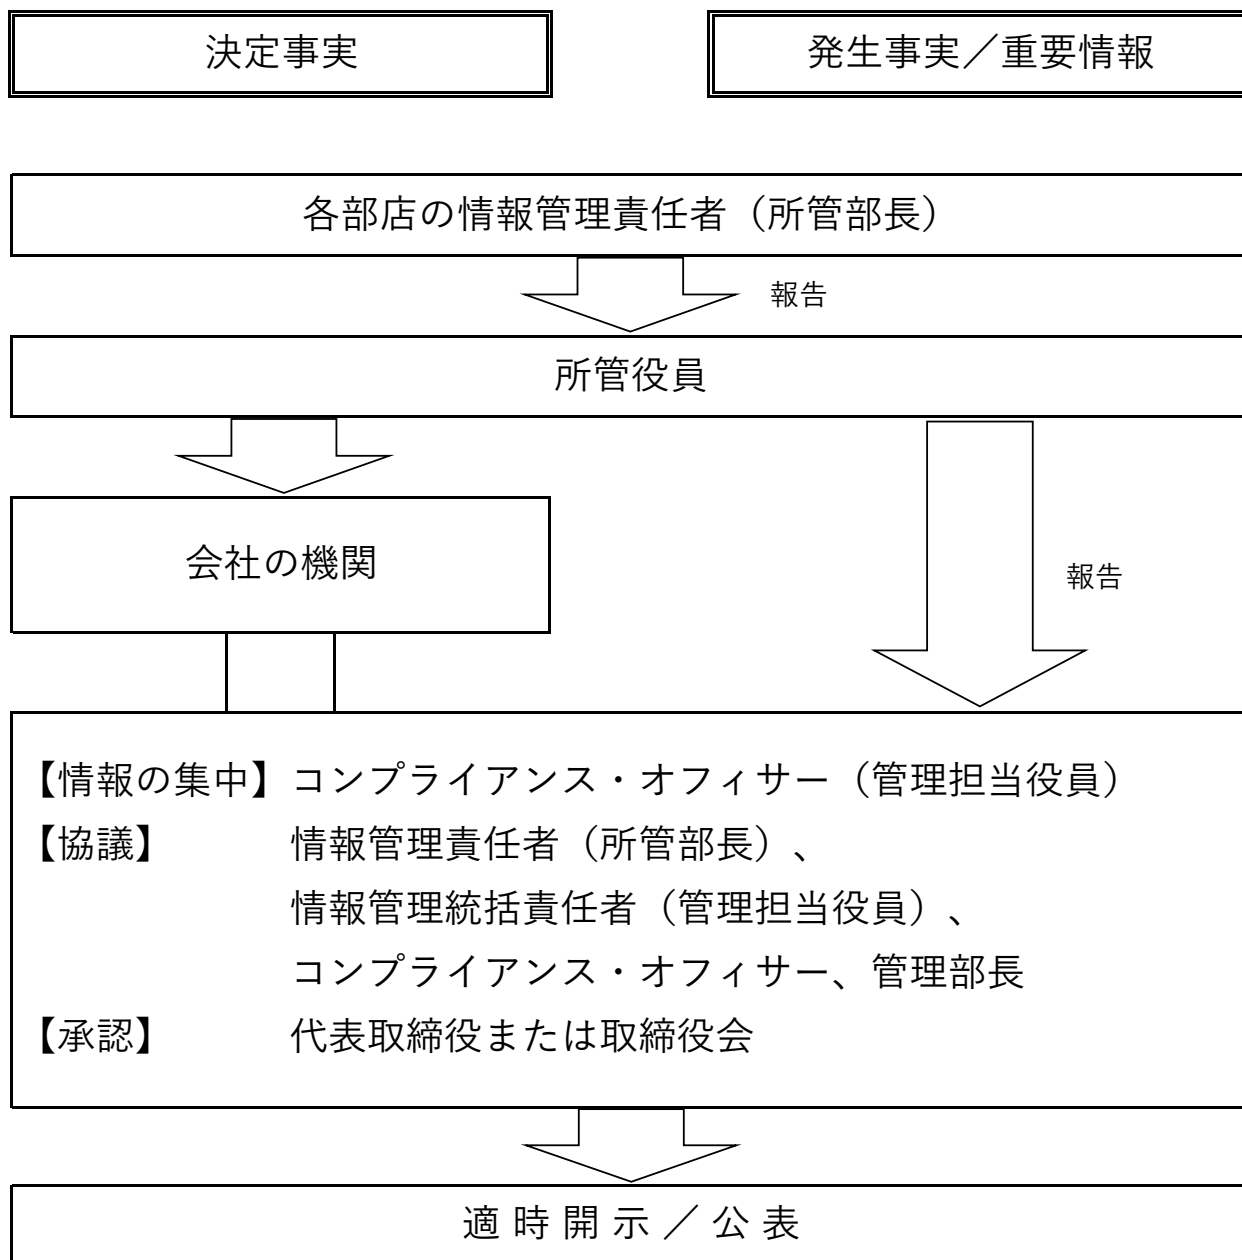 決定事実
発生事実／重要情報
各部店の情報管理責任者（所管部長）
報告
所管役員
会社の機関
報告
【情報の集中】コンプライアンス・オフィサー（管理担当役員）
【協議】　　　情報管理責任者（所管部長）、
情報管理統括責任者（管理担当役員）、
コンプライアンス・オフィサー、管理部長
【承認】　　　代表取締役または取締役会
適 時 開 示 ／ 公 表